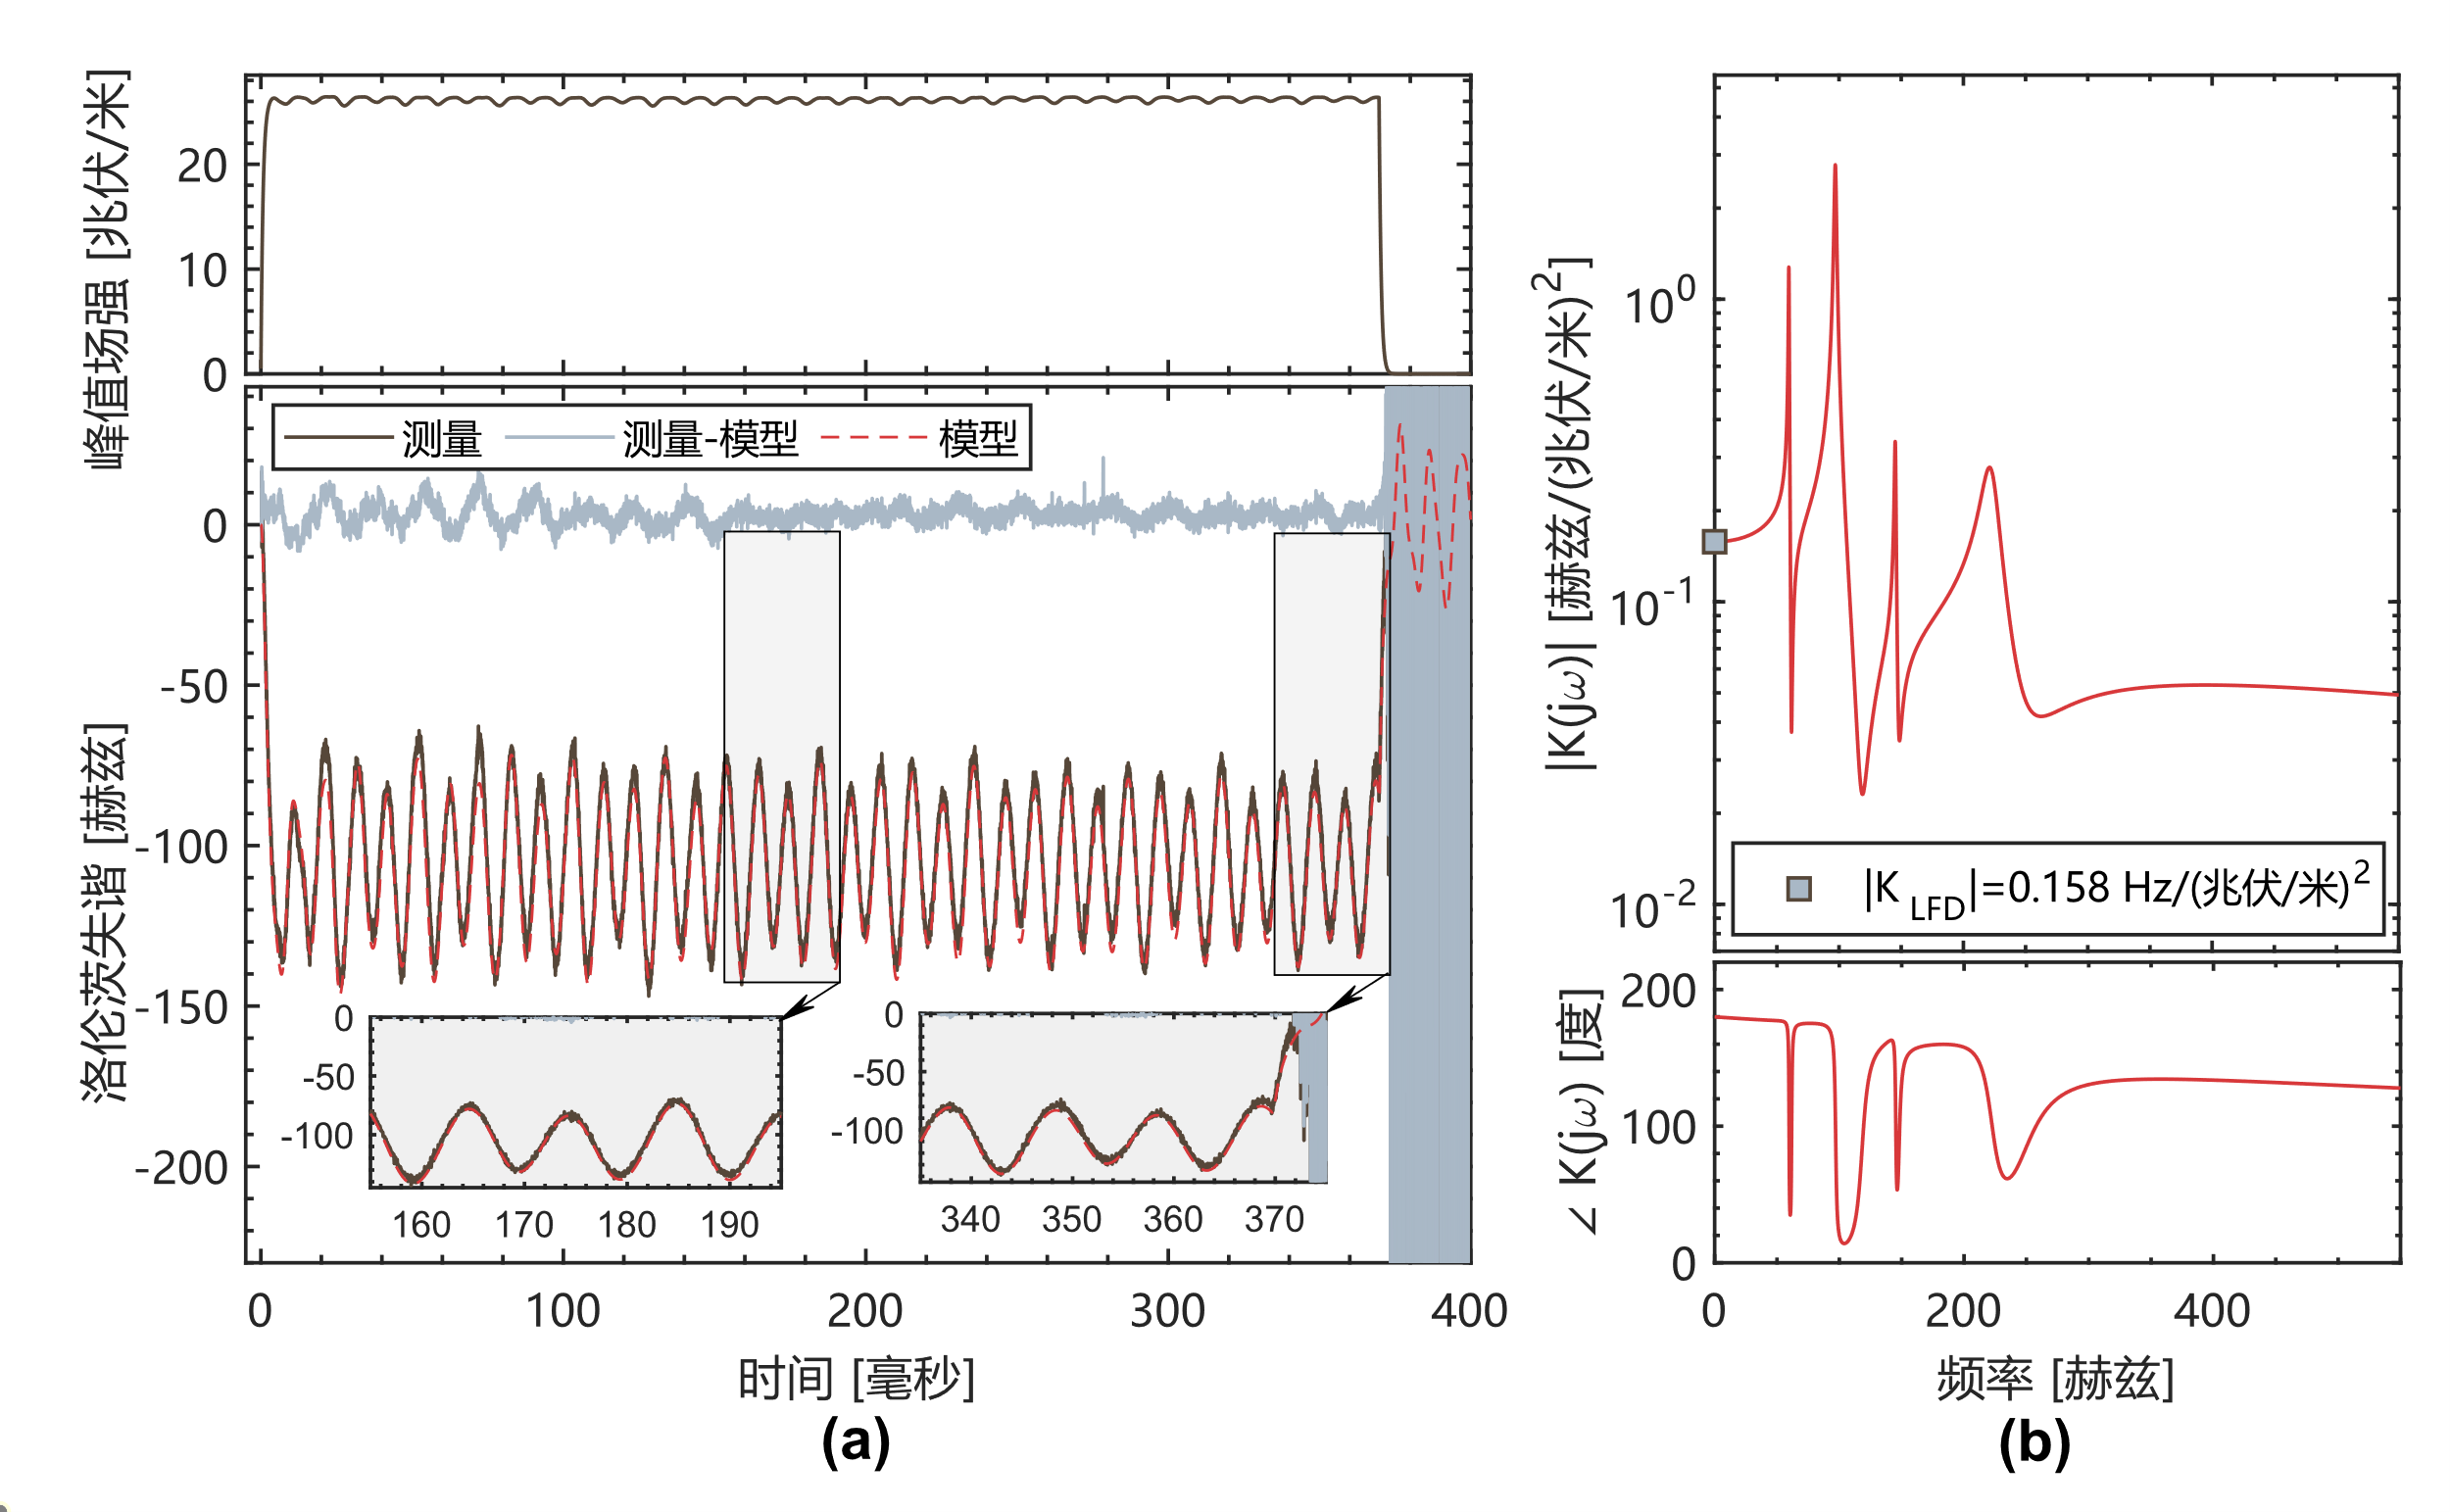 峰值场强 [兆伏/米]
20
10
0
测量
测量-模型
模型
洛伦茨失谐 [赫兹]
0
-50
-100
-150
-200
0
-50
-100
160 170 180 190
0
-50
-100
340 350 360 370
0 100 200 300 400
时间 [毫秒]
(a)
|K(jω)| [赫兹/(兆伏/米)²]
10⁰
10⁻¹
10⁻²
|K LFD|=0.158 Hz/(兆伏/米)²
∠ K(jω) [度]
200
100
0
0 200 400
频率 [赫兹]
(b)